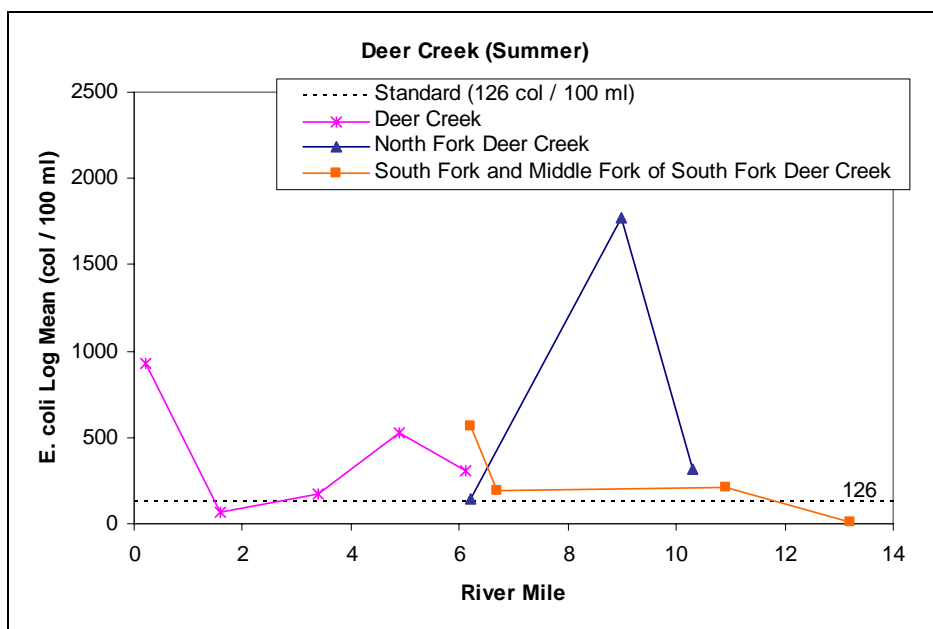 Deer Creek (Summer)
Standard (126 col / 100 ml)
Deer Creek
North Fork Deer Creek
South Fork and Middle Fork of South Fork Deer Creek
E. coli Log Mean (col / 100 ml)
2500
2000
1500
1000
500
0
126
0 2 4 6 8 10 12 14
River Mile